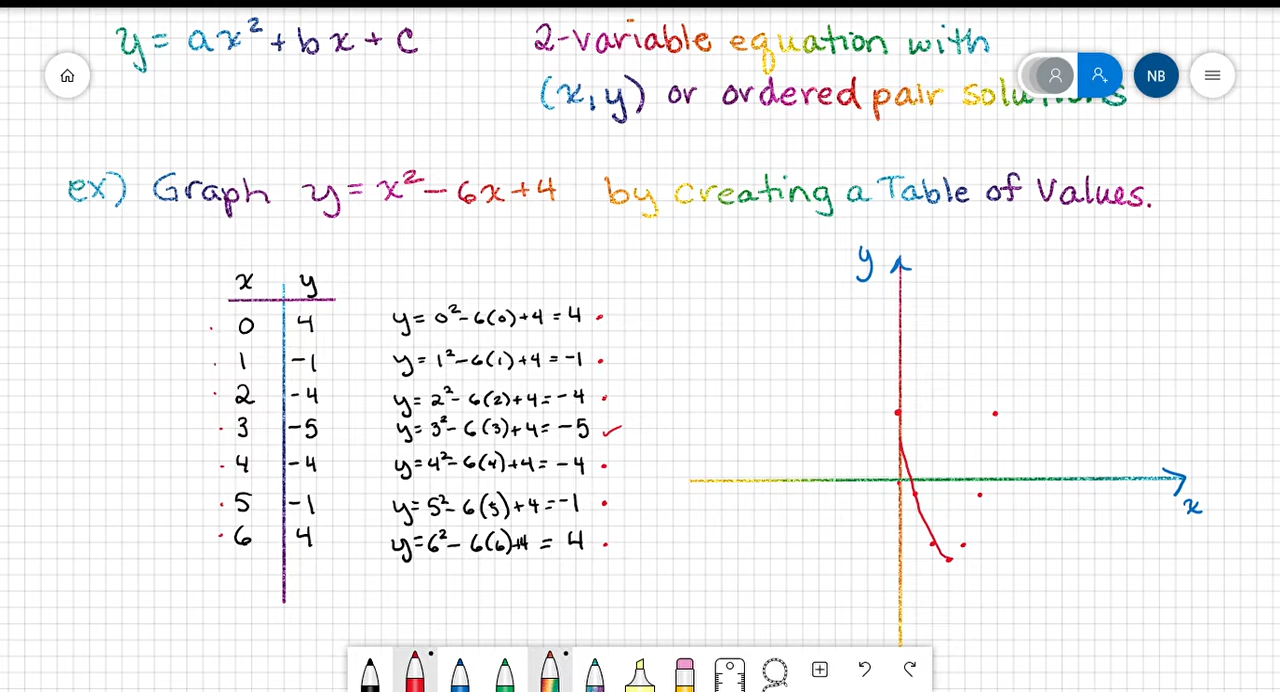 y = ax² + bx + c
2-variable equation with
(x,y) or ordered pair solutions
NB
ex) Graph y = x² - 6x + 4 by creating a Table of Values.
x y
0 4 y = 0² - 6(0) + 4 = 4
1 -1 y = 1² - 6(1) + 4 = -1
2 -4 y = 2² - 6(2) + 4 = -4
3 -5 y = 3² - 6(3) + 4 = -5 ✓
4 -4 y = 4² - 6(4) + 4 = -4
5 -1 y = 5² - 6(5) + 4 = -1
6 4 y = 6² - 6(6) + 4 = 4
y
x